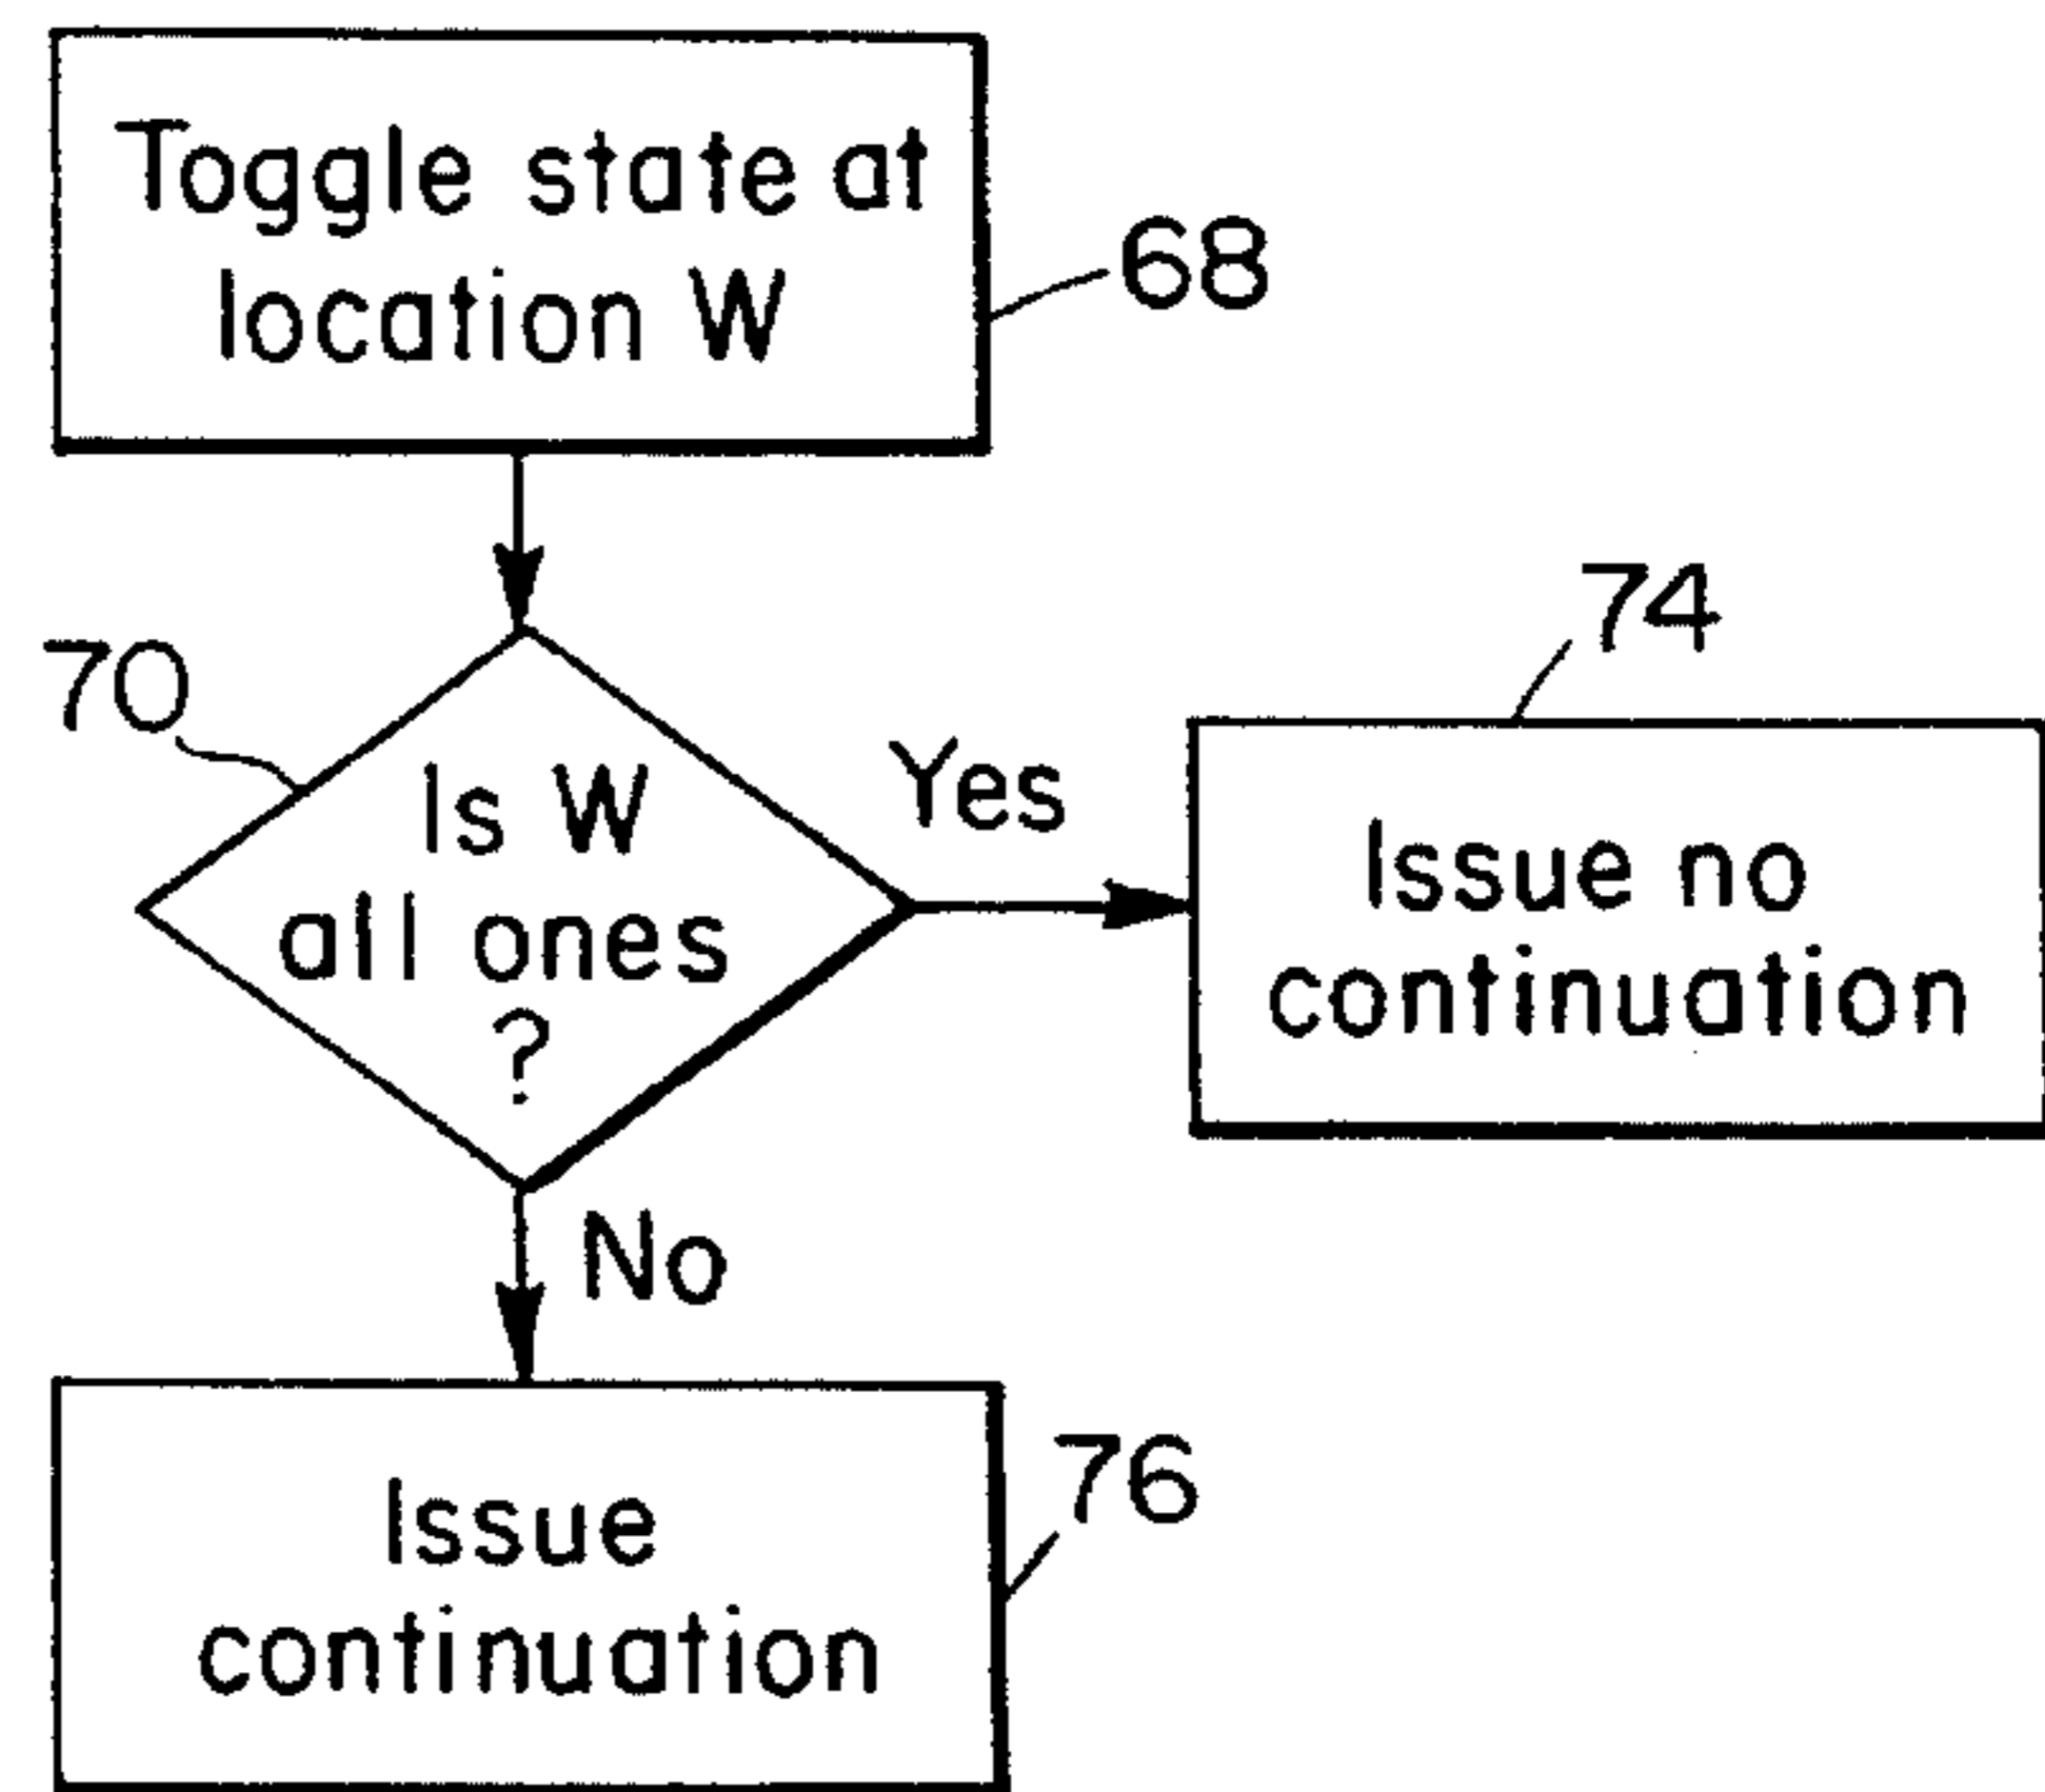 Toggle state at
location W
68
70
Is W
all ones
?
Yes
74
Issue no
continuation
No
Issue
continuation
76